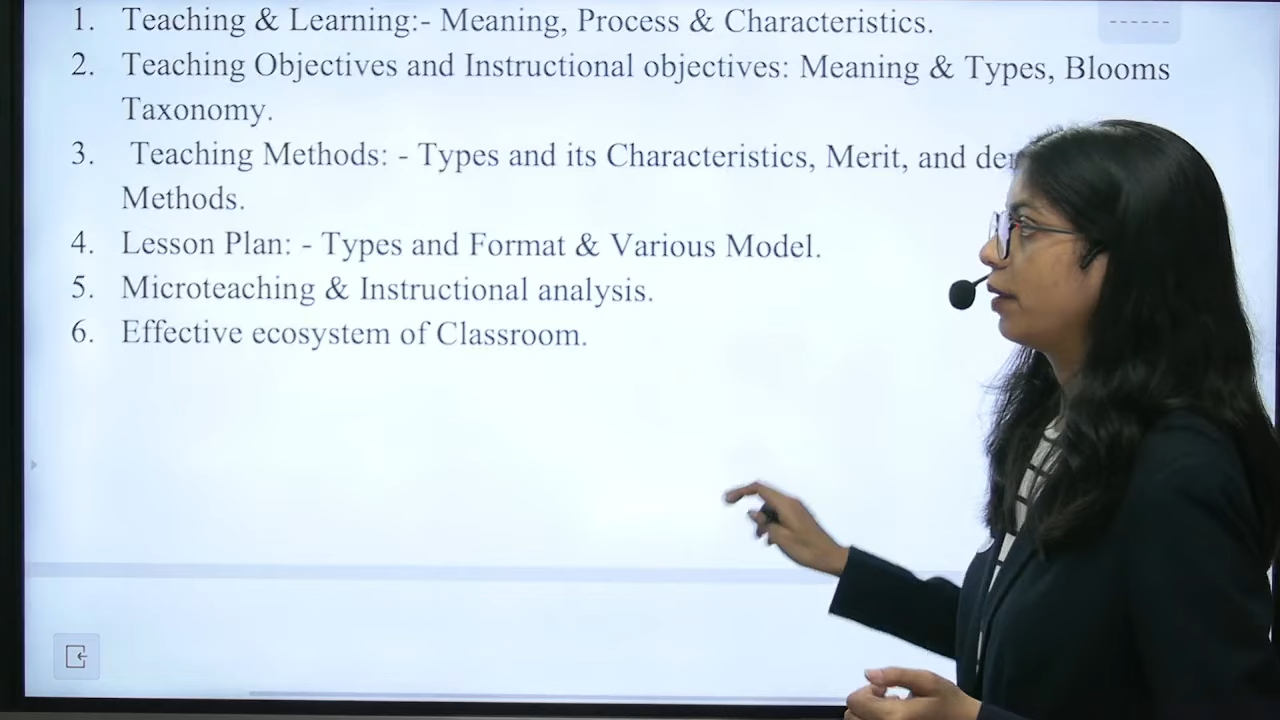 1. Teaching & Learning:- Meaning, Process & Characteristics.
2. Teaching Objectives and Instructional objectives: Meaning & Types, Blooms
Taxonomy.
3. Teaching Methods: - Types and its Characteristics, Merit, and
Methods.
4. Lesson Plan: - Types and Format & Various Model.
5. Microteaching & Instructional analysis.
6. Effective ecosystem of Classroom.